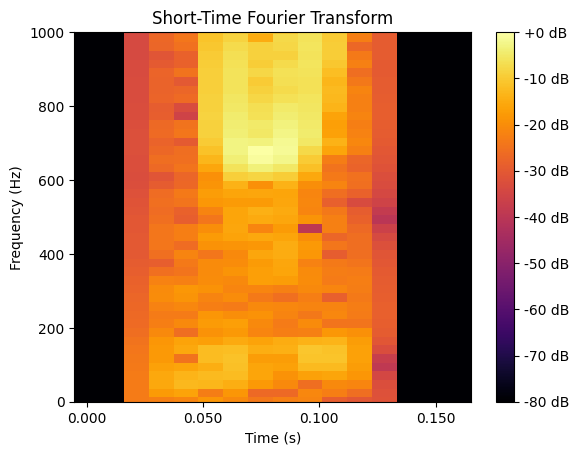 Short-Time Fourier Transform
Frequency (Hz)
1000
800
600
400
200
0
0.000
0.050
0.100
0.150
Time (s)
+0 dB
-10 dB
-20 dB
-30 dB
-40 dB
-50 dB
-60 dB
-70 dB
-80 dB